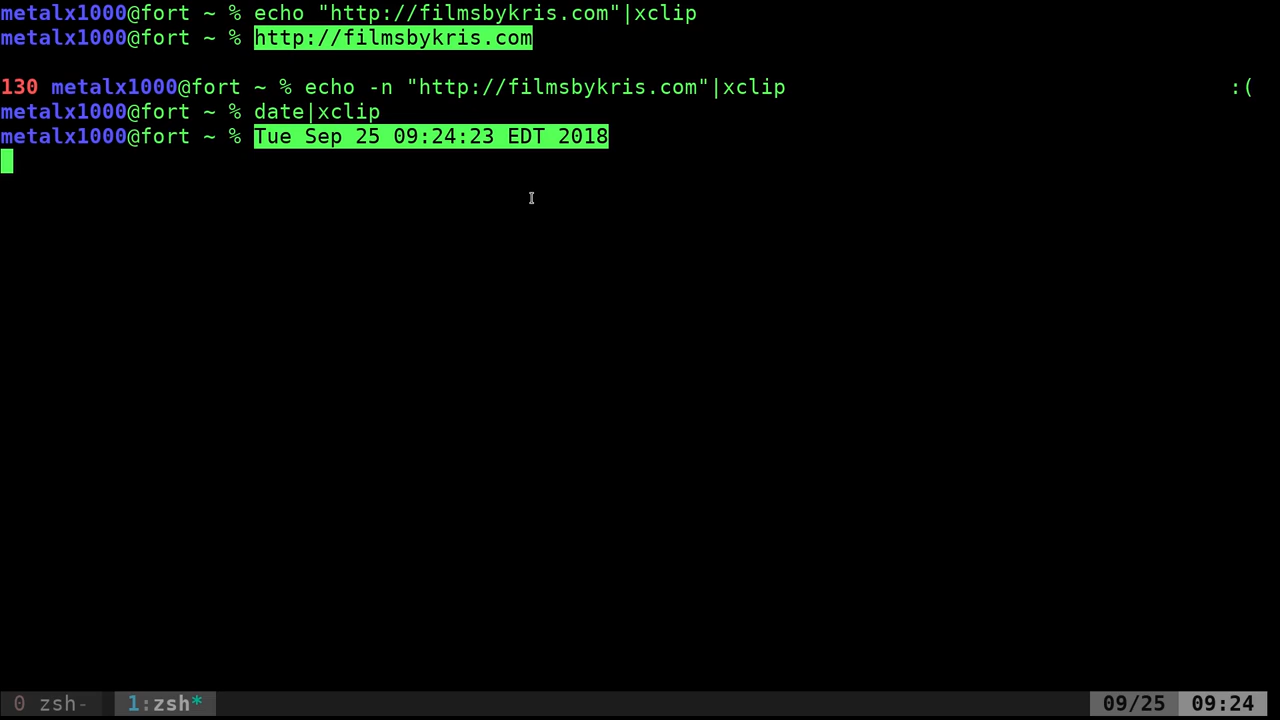 metalx1000@fort ~ % echo "http://filmsbykris.com"|xclip
metalx1000@fort ~ % http://filmsbykris.com
130 metalx1000@fort ~ % echo -n "http://filmsbykris.com"|xclip :(
metalx1000@fort ~ % date|xclip
metalx1000@fort ~ % Tue Sep 25 09:24:23 EDT 2018
0 zsh- 1:zsh* 09/25 09:24